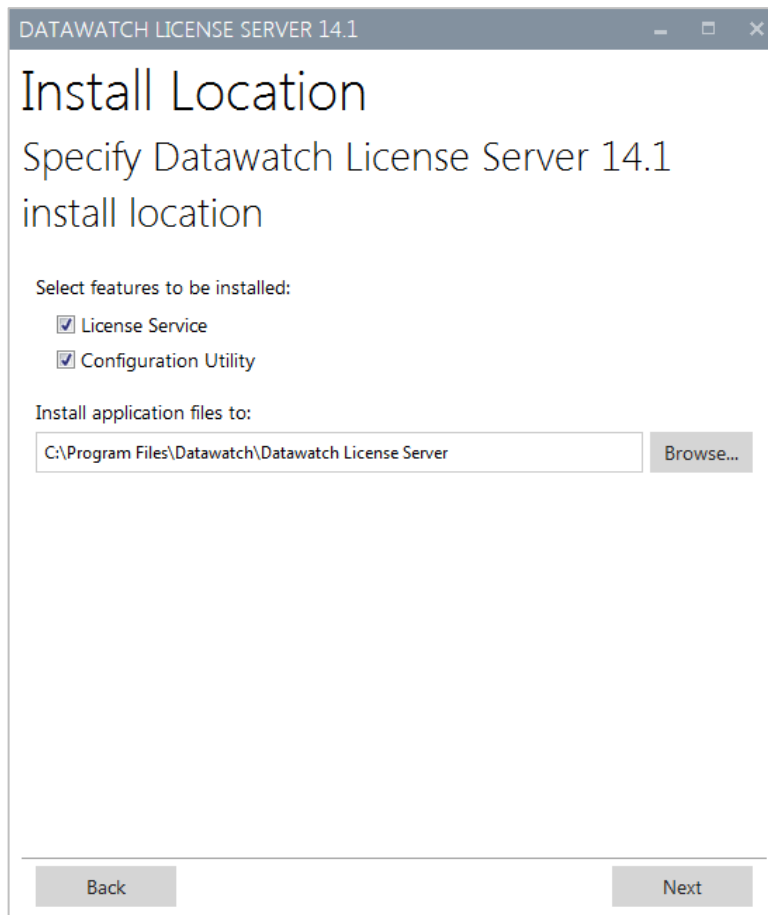 DATAWATCH LICENSE SERVER 14.1
Install Location
Specify Datawatch License Server 14.1
install location
Select features to be installed:
License Service
Configuration Utility
Install application files to:
C:\Program Files\Datawatch\Datawatch License Server
Browse...
Back
Next